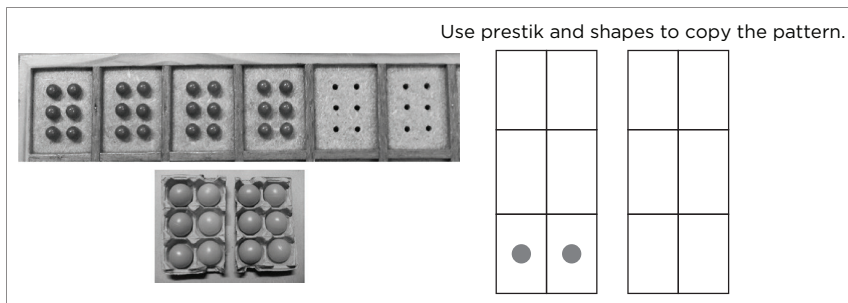 Use prestik and shapes to copy the pattern.